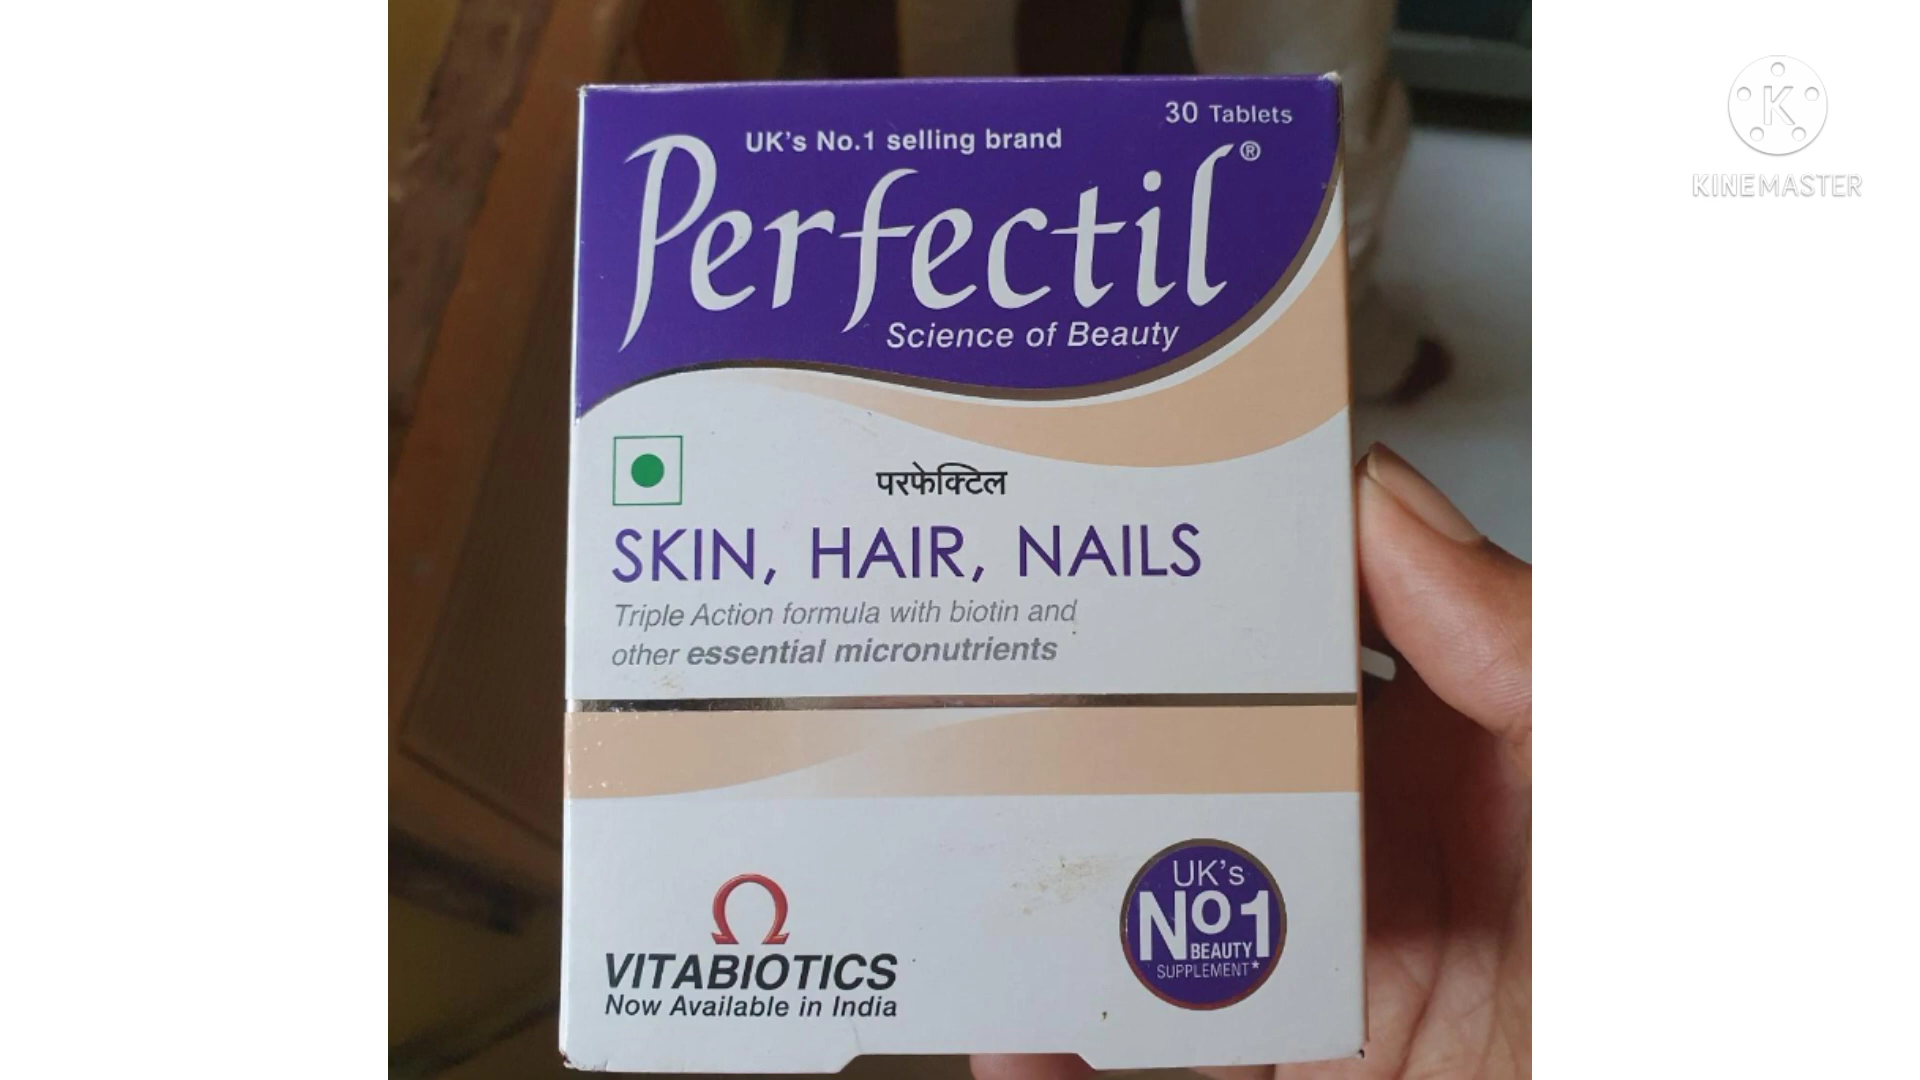 30 Tablets
UK's No.1 selling brand
Perfectil®
Science of Beauty
परफेक्टिल
SKIN, HAIR, NAILS
Triple Action formula with biotin and
other essential micronutrients
VITABIOTICS
Now Available in India
UK's
No1
BEAUTY
SUPPLEMENT*
K
KINEMASTER